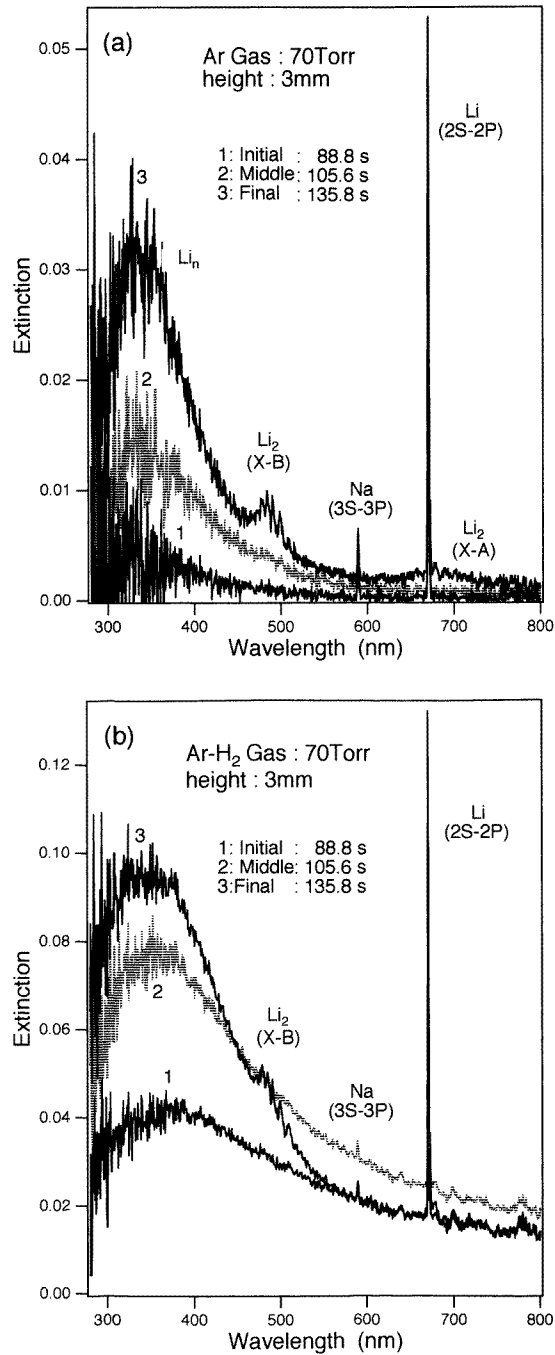 (a)
Ar Gas : 70Torr
height : 3mm
1: Initial : 88.8 s
2: Middle : 105.6 s
3: Final : 135.8 s
Li
(2S-2P)
3
Lin
2
Li2
(X-B)
1
Na
(3S-3P)
Li2
(X-A)
0.05
0.04
0.03
0.02
0.01
0.00
Extinction
300 400 500 600 700 800
Wavelength (nm)
(b)
Ar-H2 Gas : 70Torr
height : 3mm
1: Initial : 88.8 s
2: Middle: 105.6 s
3:Final : 135.8 s
Li
(2S-2P)
3
2
Li2
(X-B)
1
Na
(3S-3P)
0.12
0.10
0.08
0.06
0.04
0.02
0.00
Extinction
300 400 500 600 700 800
Wavelength (nm)